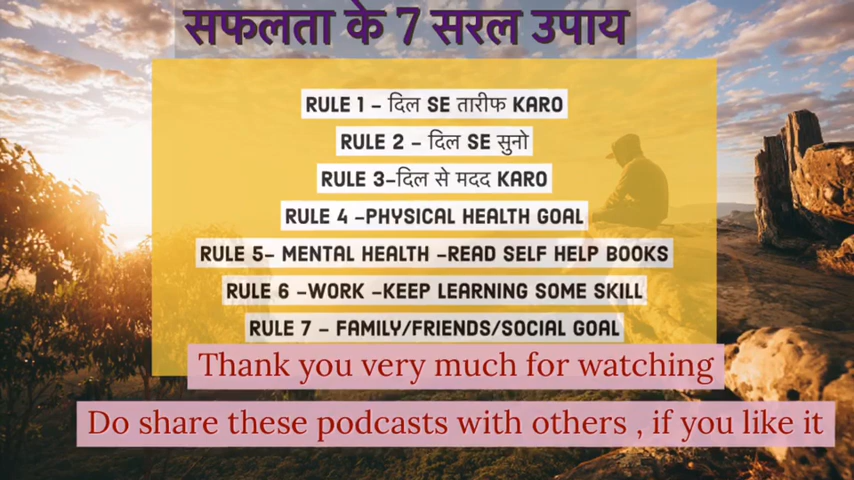 सफलता के 7 सरल उपाय
RULE 1 - दिल SE तारीफ KARO
RULE 2 - दिल SE सुनो
RULE 3-दिल से मदद KARO
RULE 4 -PHYSICAL HEALTH GOAL
RULE 5- MENTAL HEALTH -READ SELF HELP BOOKS
RULE 6 -WORK -KEEP LEARNING SOME SKILL
RULE 7 - FAMILY/FRIENDS/SOCIAL GOAL
Thank you very much for watching
Do share these podcasts with others , if you like it